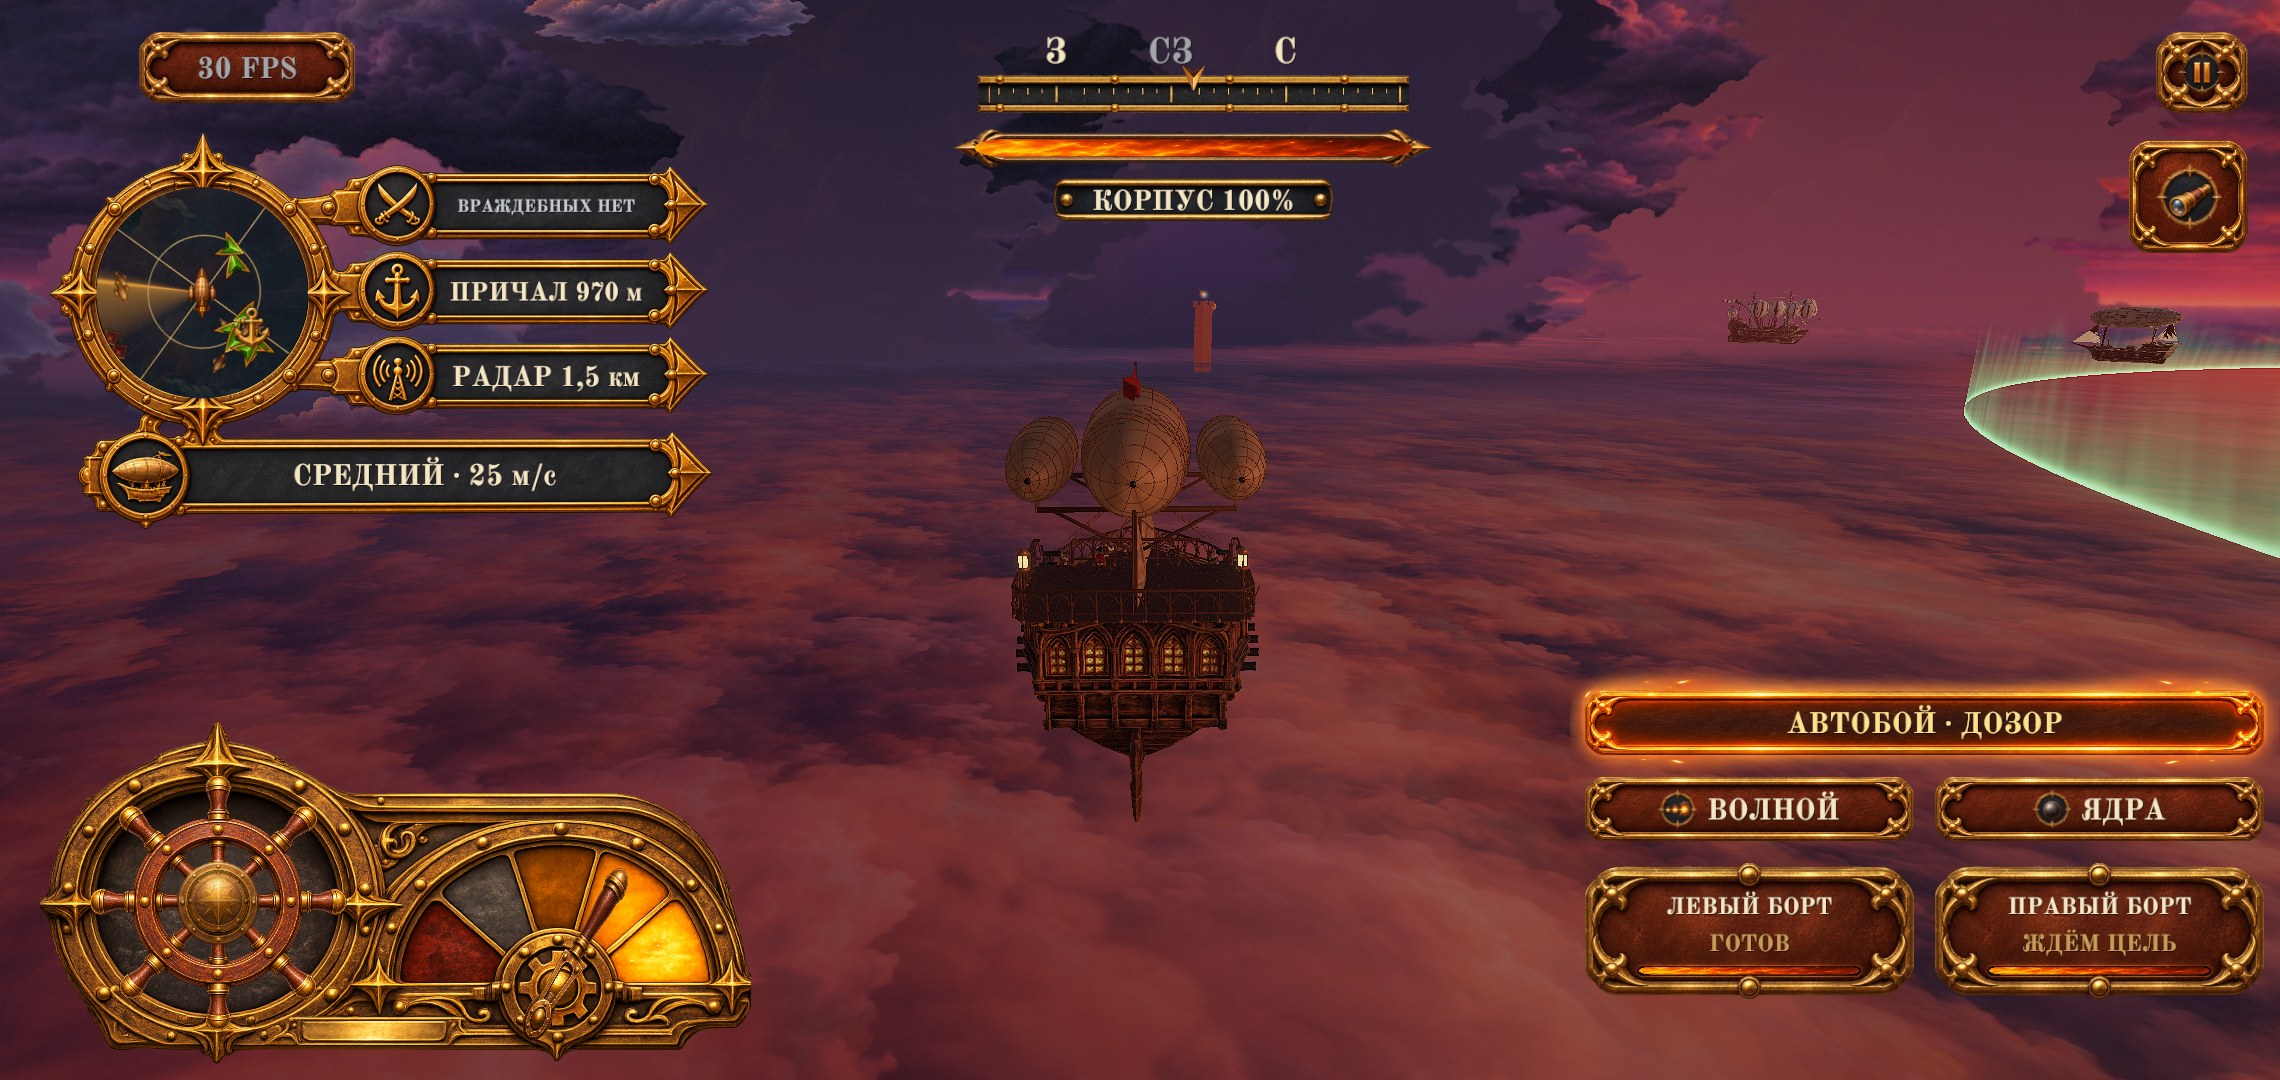 30 FPS
З СЗ С
КОРПУС 100%
ВРАЖДЕБНЫХ НЕТ
ПРИЧАЛ 970 м
РАДАР 1,5 км
СРЕДНИЙ · 25 м/с
АВТОБОЙ · ДОЗОР
ВОЛНОЙ
ЯДРА
ЛЕВЫЙ БОРТ
ГОТОВ
ПРАВЫЙ БОРТ
ЖДЁМ ЦЕЛЬ